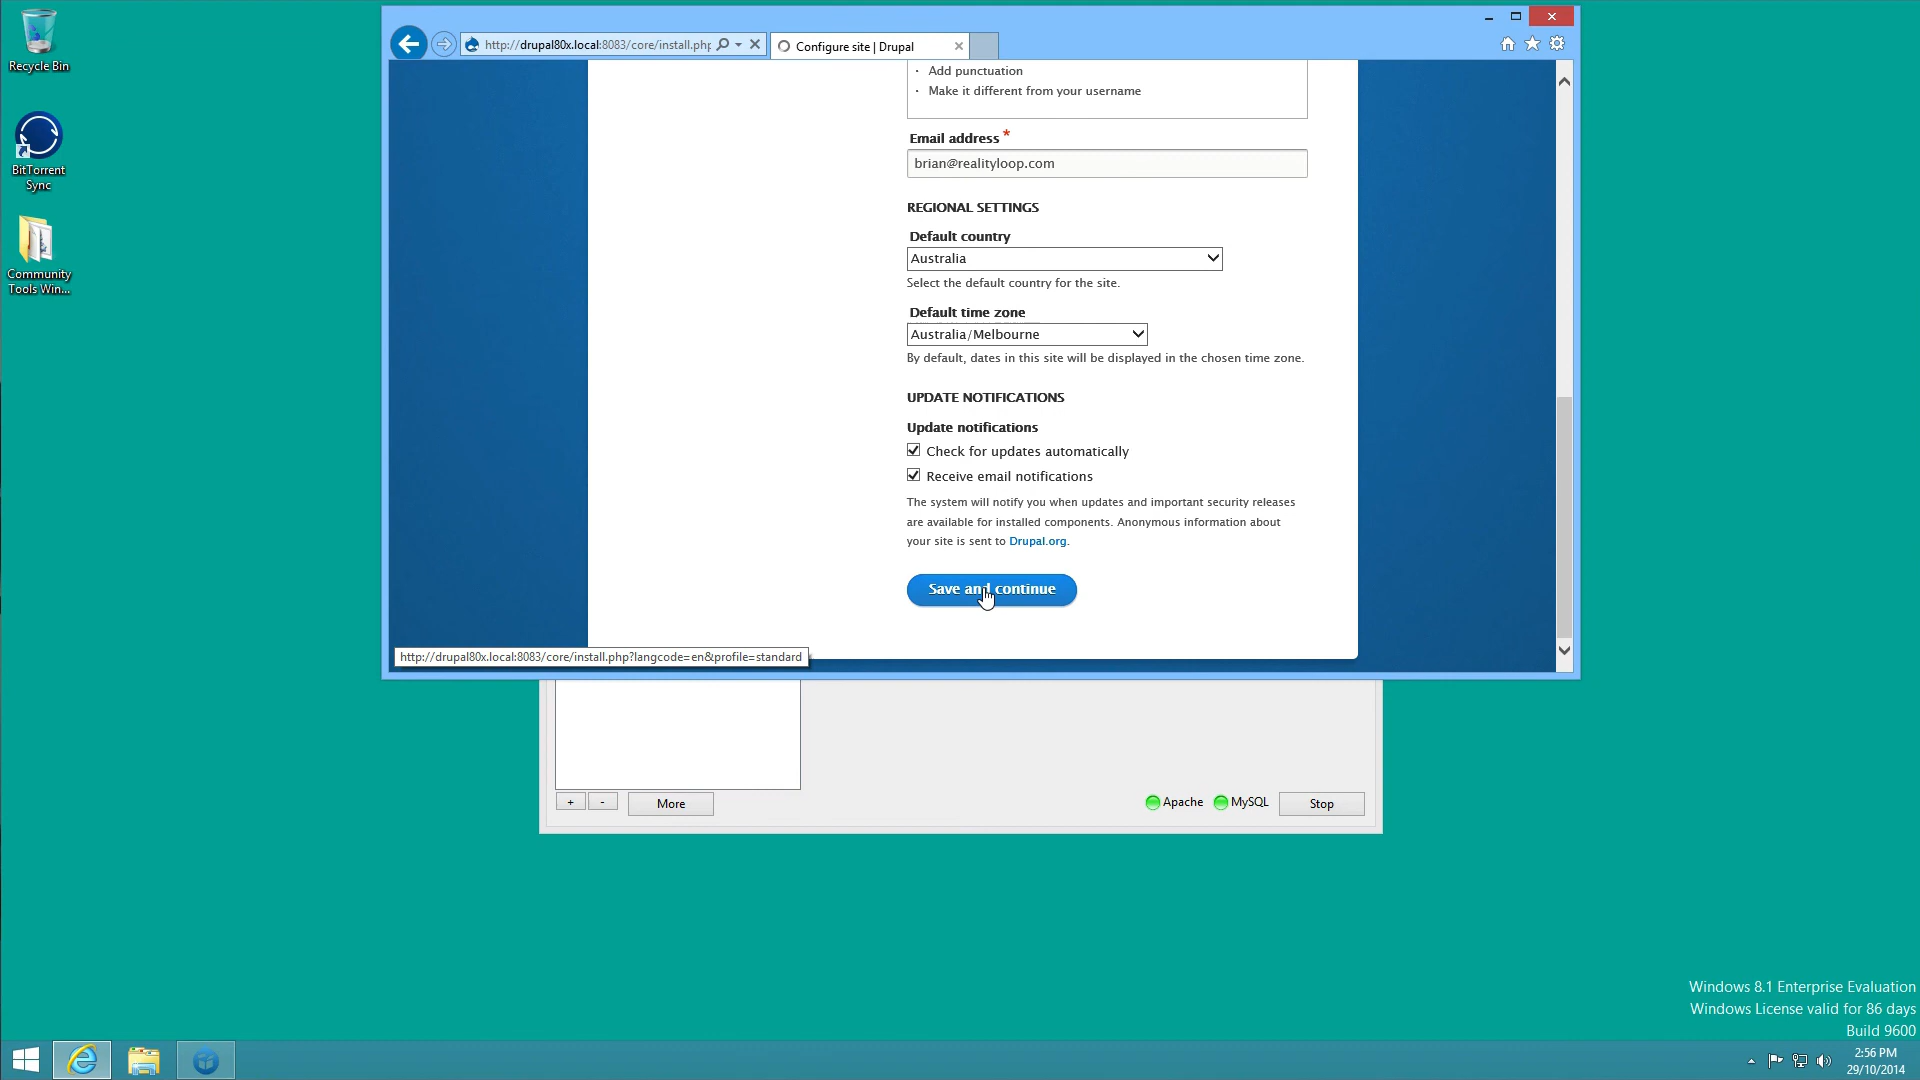 Recycle Bin
BitTorrent
Sync
Community
Tools Win...
http://drupal80x.local:8083/core/install.php
Configure site | Drupal
· Add punctuation
· Make it different from your username
Email address *
brian@realityloop.com
REGIONAL SETTINGS
Default country
Australia
Select the default country for the site.
Default time zone
Australia/Melbourne
By default, dates in this site will be displayed in the chosen time zone.
UPDATE NOTIFICATIONS
Update notifications
Check for updates automatically
Receive email notifications
The system will notify you when updates and important security releases
are available for installed components. Anonymous information about
your site is sent to Drupal.org.
Save and continue
http://drupal80x.local:8083/core/install.php?langcode=en&profile=standard
+ - More
Apache MySQL Stop
Windows 8.1 Enterprise Evaluation
Windows License valid for 86 days
Build 9600
2:56 PM
29/10/2014